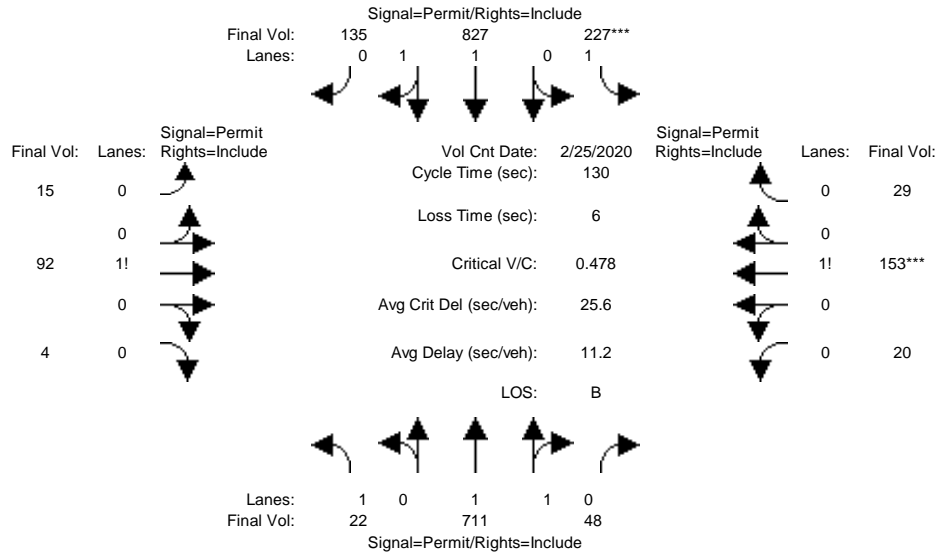 Signal=Permit/Rights=Include
Final Vol: 135 827 227***
Lanes: 0 1 1 0 1
Signal=Permit Signal=Permit
Final Vol: Lanes: Rights=Include Vol Cnt Date: 2/25/2020 Rights=Include Lanes: Final Vol:
Cycle Time (sec): 130
15 0 0 29
Loss Time (sec): 6
0 0
92 1! Critical V/C: 0.478 1! 153***
0 Avg Crit Del (sec/veh): 25.6 0
4 0 Avg Delay (sec/veh): 11.2 0 20
LOS: B
Lanes: 1 0 1 1 0
Final Vol: 22 711 48
Signal=Permit/Rights=Include